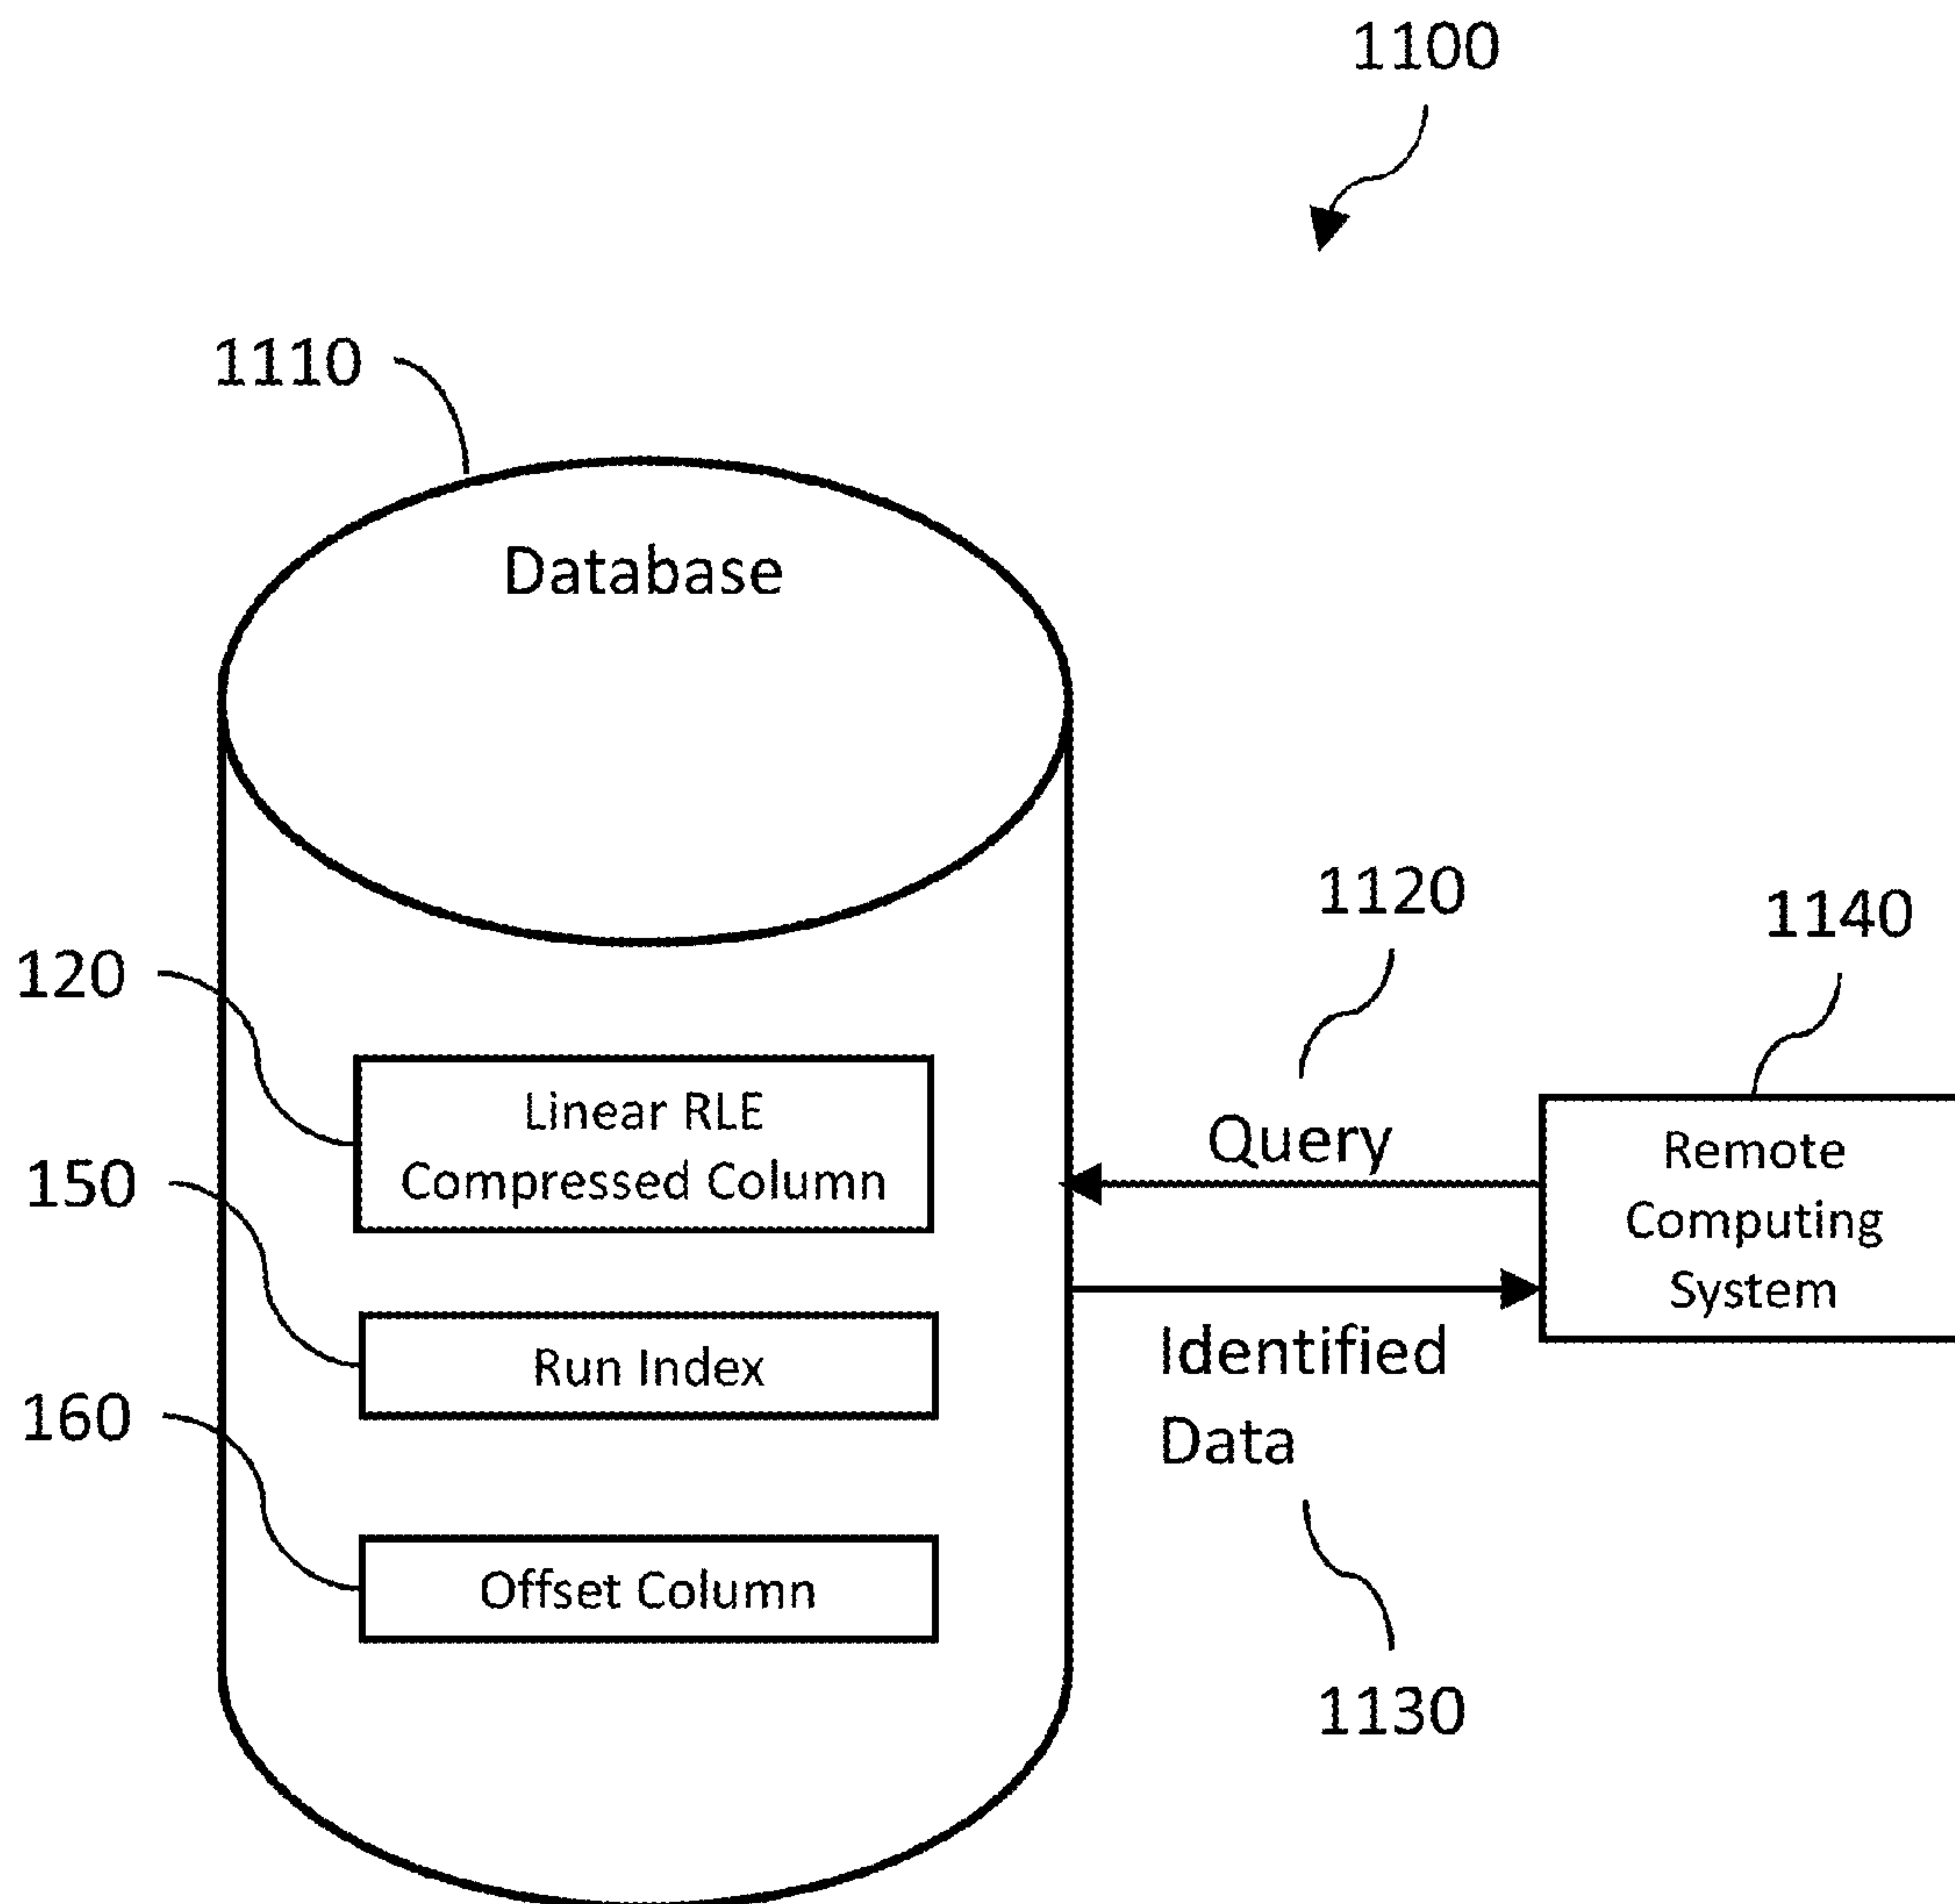 1100
1110
Database
1120
1140
120
Linear RLE
Compressed Column
Query
Remote
Computing
System
150
Run Index
Identified
Data
160
Offset Column
1130